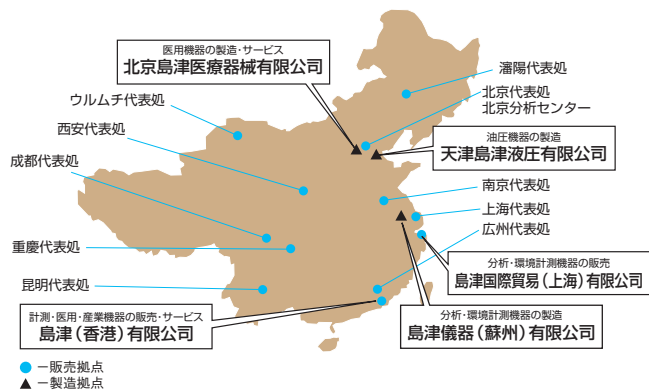 医用機器の製造・サービス
北京島津医療器械有限公司
瀋陽代表処
北京代表処
北京分析センター
ウルムチ代表処
油圧機器の製造
天津島津液圧有限公司
西安代表処
成都代表処
南京代表処
上海代表処
広州代表処
重慶代表処
分析・環境計測機器の販売
島津国際貿易(上海)有限公司
昆明代表処
計測・医用・産業機器の販売・サービス
島津(香港)有限公司
分析・環境計測機器の製造
島津儀器(蘇州)有限公司
●ー販売拠点
▲ー製造拠点